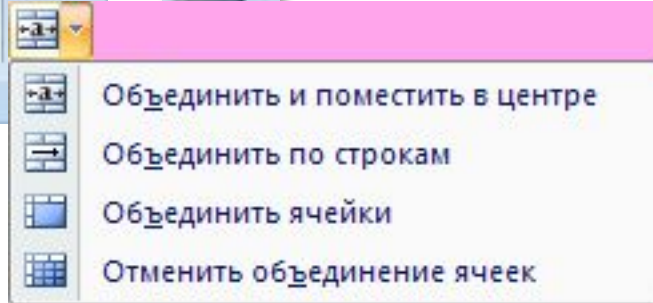 Объединить и поместить в центре
Объединить по строкам
Объединить ячейки
Отменить объединение ячеек